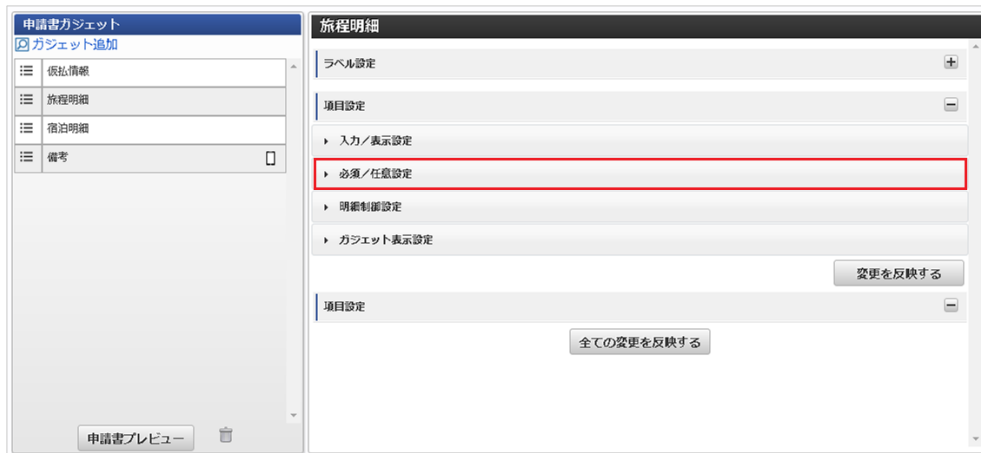 申請書ガジェット
ガジェット追加
仮払情報
旅程明細
宿泊明細
備考
申請書プレビュー
旅程明細
ラベル設定
項目設定
入力／表示設定
必須／任意設定
明細制御設定
ガジェット表示設定
変更を反映する
項目設定
全ての変更を反映する